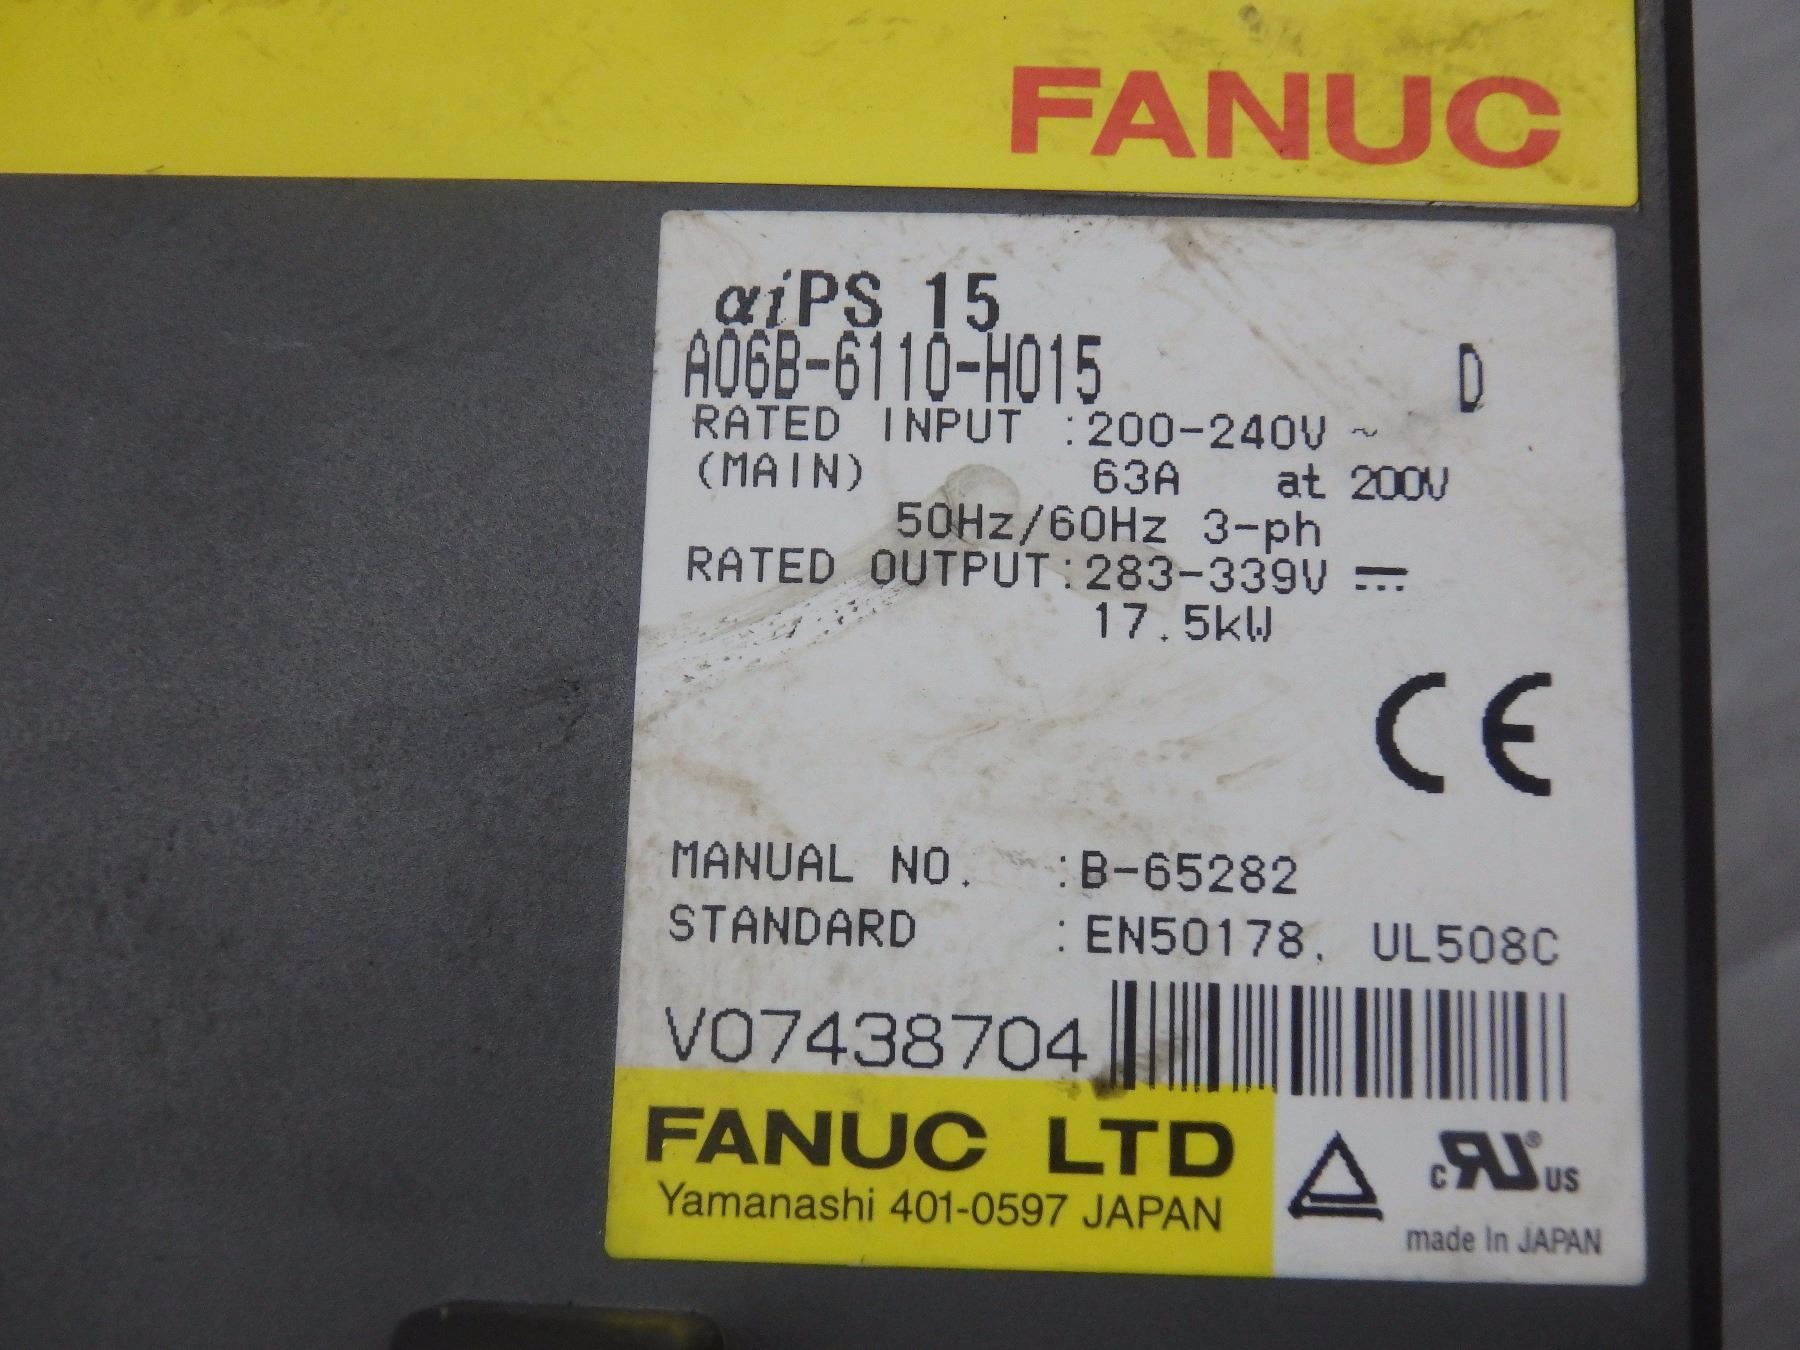 FANUC
αiPS 15
A06B-6110-H015 D
RATED INPUT :200-240V ~
(MAIN) 63A at 200V
50Hz/60Hz 3-ph
RATED OUTPUT:283-339V ⎓
17.5kW
CE
MANUAL NO. :B-65282
STANDARD :EN50178, UL508C
V07438704
FANUC LTD
Yamanashi 401-0597 JAPAN
c RU ® US
made In JAPAN